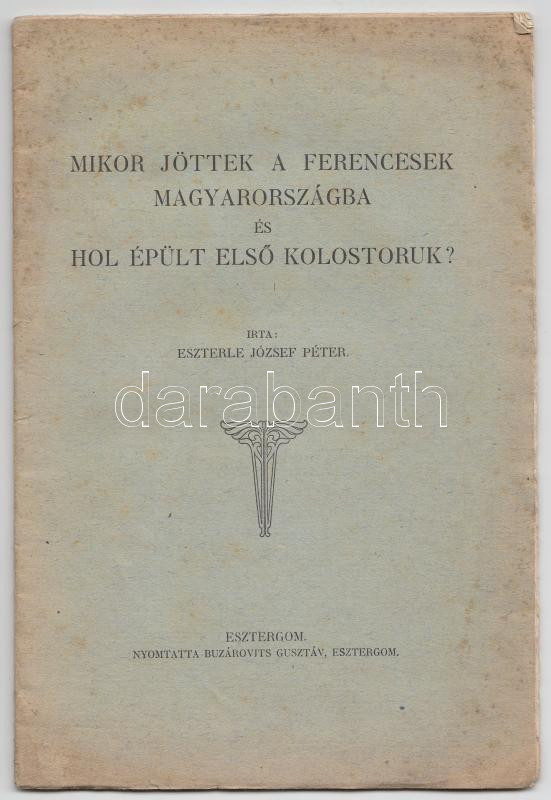 MIKOR JÖTTEK A FERENCESEK
MAGYARORSZÁGBA
ÉS
HOL ÉPÜLT ELSŐ KOLOSTORUK?
IRTA:
ESZTERLE JÓZSEF PÉTER.
darabanth
ESZTERGOM.
NYOMTATTA BUZÁROVITS GUSZTÁV, ESZTERGOM.